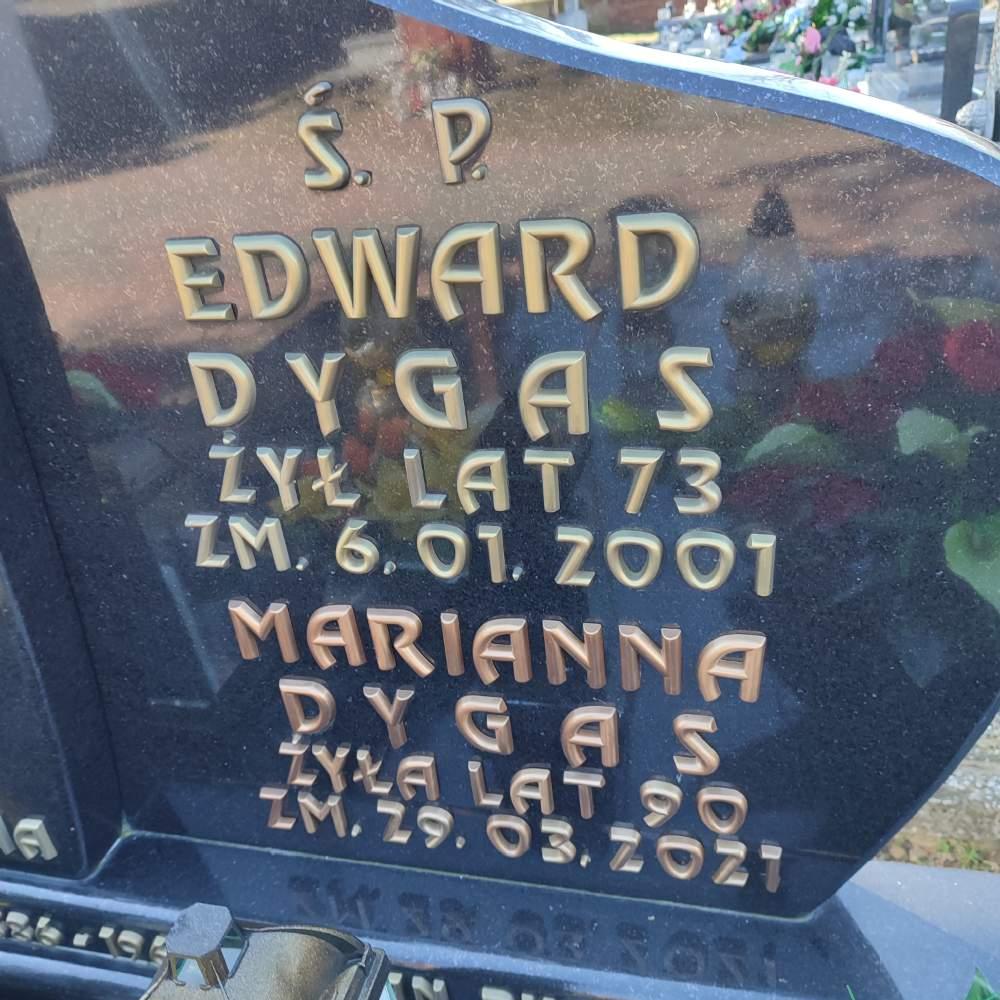 Ś. P.
EDWARD
DYGAS
ŻYŁ LAT 73
ZM. 6.01.2001
MARIANNA
DYGAS
ŻYŁA LAT 90
ZM. 29.03.2021